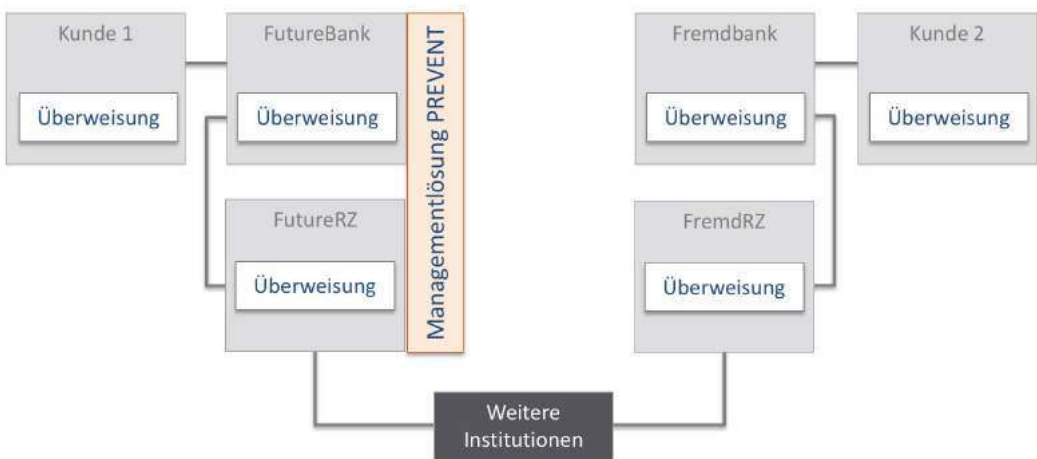 Kunde 1
FutureBank
Fremdbank
Kunde 2
Überweisung
Überweisung
Managementlösung PREVENT
Überweisung
Überweisung
FutureRZ
FremdRZ
Überweisung
Überweisung
Weitere
Institutionen